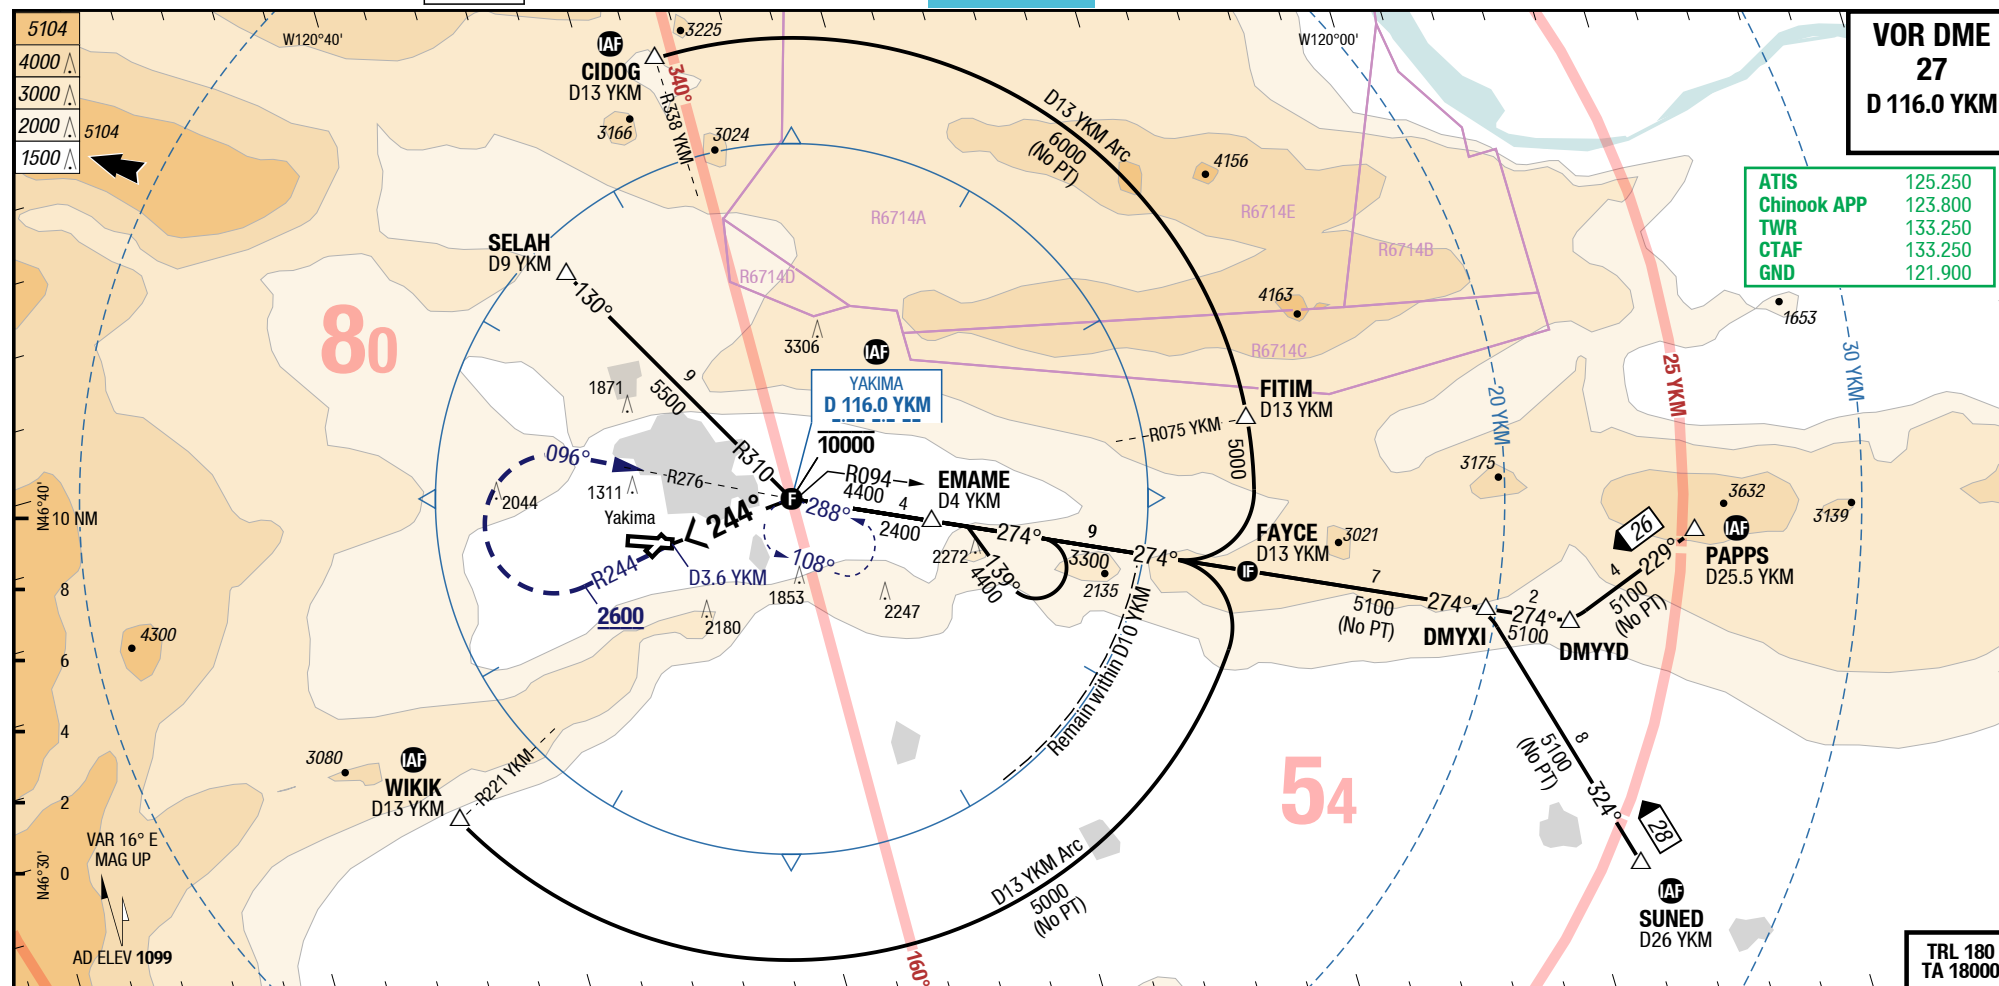 5104
4000
3000
2000
1500
5104
W120°40'
IAF
CIDOG
D13 YKM
3225
340°
R338 YKM
3166
3024
D13 YKM Arc
6000
(No PT)
4156
W120°00'
VOR DME
27
D 116.0 YKM
ATIS 125.250
Chinook APP 123.800
TWR 133.250
CTAF 133.250
GND 121.900
R6714A
R6714E
R6714B
R6714D
R6714C
SELAH
D9 YKM
130°
9
5500
R310
80
3306
IAF
4163
1653
1871
YAKIMA
D 116.0 YKM
10000
FITIM
D13 YKM
R075 YKM
5000
20 YKM
25 YKM
30 YKM
096°
R276
2044
1311
Yakima
F
244°
R094
4400
4
2400
EMAME
D4 YKM
288°
108°
274°
9
3300
274°
2272
139°
4400
2135
FAYCE
D13 YKM
IF
3021
3175
3632
3139
26
IAF
PAPPS
D25.5 YKM
229°
4
5100
(No PT)
7
5100
(No PT)
274°
2
274°
5100
DMYXI
DMYYD
N46°40'
10 NM
8
6
4
2
0
N46°30'
R244
D3.6 YKM
2600
1853
2247
2180
4300
Remain within D10 YKM
3080
IAF
WIKIK
D13 YKM
R221 YKM
54
8
5100
(No PT)
324°
28
IAF
SUNED
D26 YKM
D13 YKM Arc
5000
(No PT)
VAR 16° E
MAG UP
AD ELEV 1099
160°
TRL 180
TA 18000